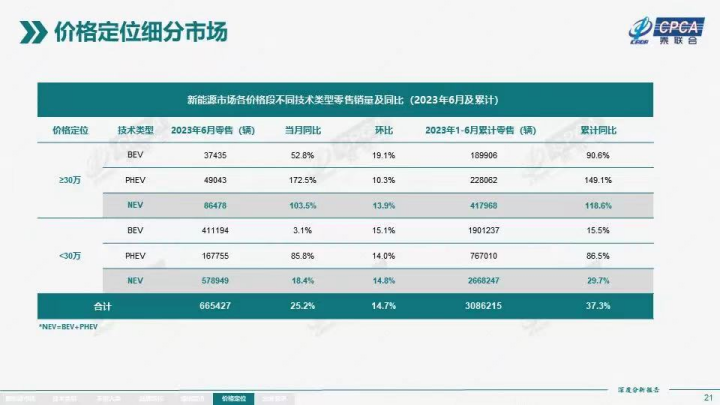 价格定位细分市场
CPCA
乘联会
新能源市场各价格段不同技术类型零售销量及同比（2023年6月及累计）
价格定位 技术类型 2023年6月零售（辆） 当月同比 环比 2023年1-6月累计零售（辆） 累计同比
≥30万 BEV 37435 52.8% 19.1% 189906 90.6%
PHEV 49043 172.5% 10.3% 228062 149.1%
NEV 86478 103.5% 13.9% 417968 118.6%
<30万 BEV 411194 3.1% 15.1% 1901237 15.5%
PHEV 167755 85.8% 14.0% 767010 86.5%
NEV 578949 18.4% 14.8% 2668247 29.7%
合计 665427 25.2% 14.7% 3086215 37.3%
*NEV=BEV+PHEV
价格定位
深度分析报告
21